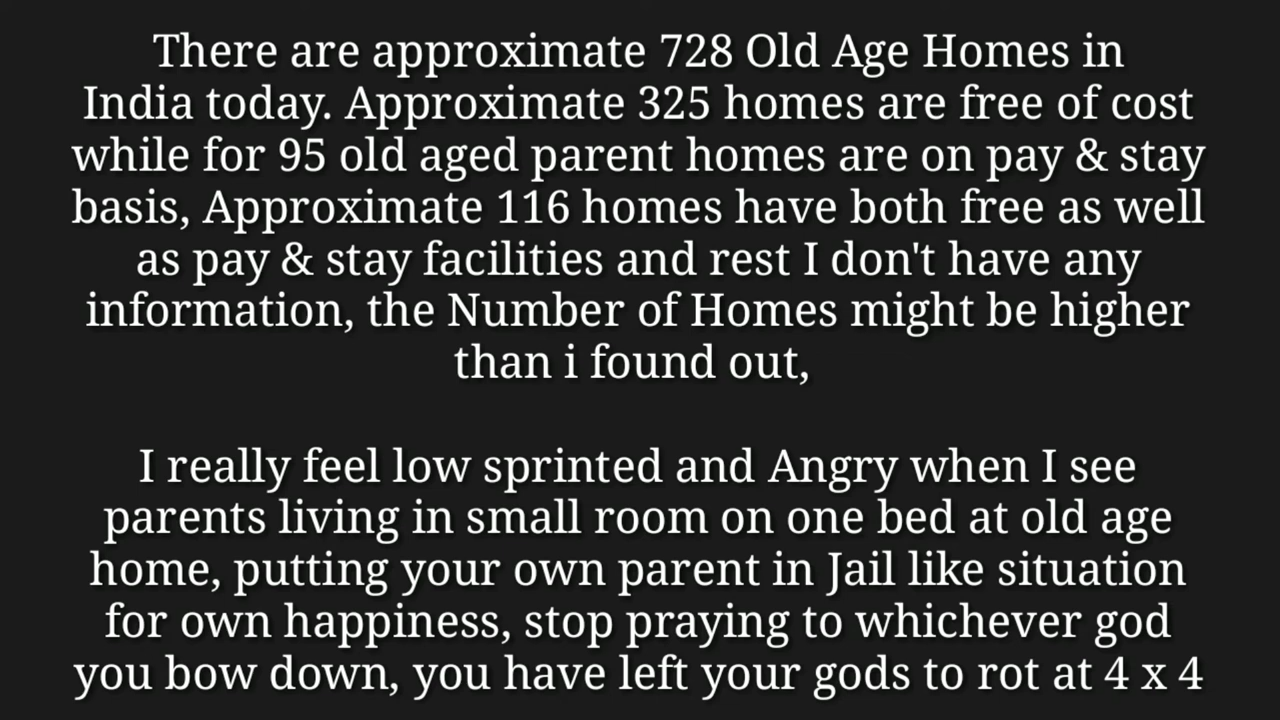 There are approximate 728 Old Age Homes in
India today. Approximate 325 homes are free of cost
while for 95 old aged parent homes are on pay & stay
basis, Approximate 116 homes have both free as well
as pay & stay facilities and rest I don't have any
information, the Number of Homes might be higher
than i found out,
I really feel low sprinted and Angry when I see
parents living in small room on one bed at old age
home, putting your own parent in Jail like situation
for own happiness, stop praying to whichever god
you bow down, you have left your gods to rot at 4 x 4